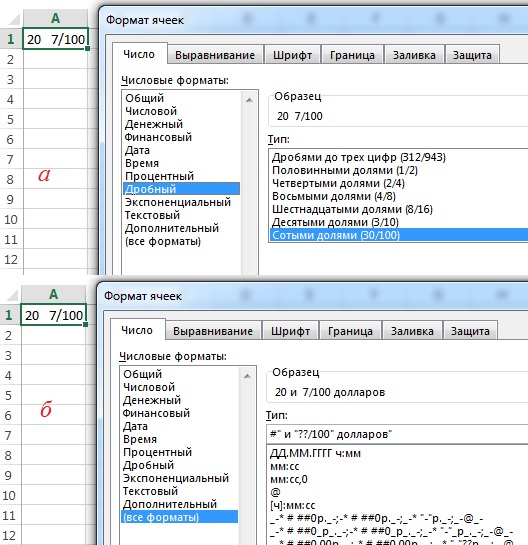 A
Формат ячеек
1 20 7/100
2
3
4
5
6
7
8
9
10
11
12
а
Число Выравнивание Шрифт Граница Заливка Защита
Числовые форматы:
Общий
Числовой
Денежный
Финансовый
Дата
Время
Процентный
Дробный
Экспоненциальный
Текстовый
Дополнительный
(все форматы)
Образец
20 7/100
Тип:
Дробями до трех цифр (312/943)
Половинными долями (1/2)
Четвертыми долями (2/4)
Восьмыми долями (4/8)
Шестнадцатыми долями (8/16)
Десятыми долями (3/10)
Сотыми долями (30/100)
A
Формат ячеек
1 20 7/100
2
3
4
5
6
7
8
9
10
11
12
б
Число Выравнивание Шрифт Граница Заливка Защита
Числовые форматы:
Общий
Числовой
Денежный
Финансовый
Дата
Время
Процентный
Дробный
Экспоненциальный
Текстовый
Дополнительный
(все форматы)
Образец
20 и 7/100 долларов
Тип:
#" и "??/100" долларов"
ДД.ММ.ГГГГ ч:мм
мм:сс
мм:сс,0
@
[ч]:мм:сс
_-* # ##0р._-;-* # ##0р._-;_-* "-"р._-;_-@_-
_-* # ##0_р_._-;-* # ##0_р_._-;_-* "-"_р_._-;_-@_-